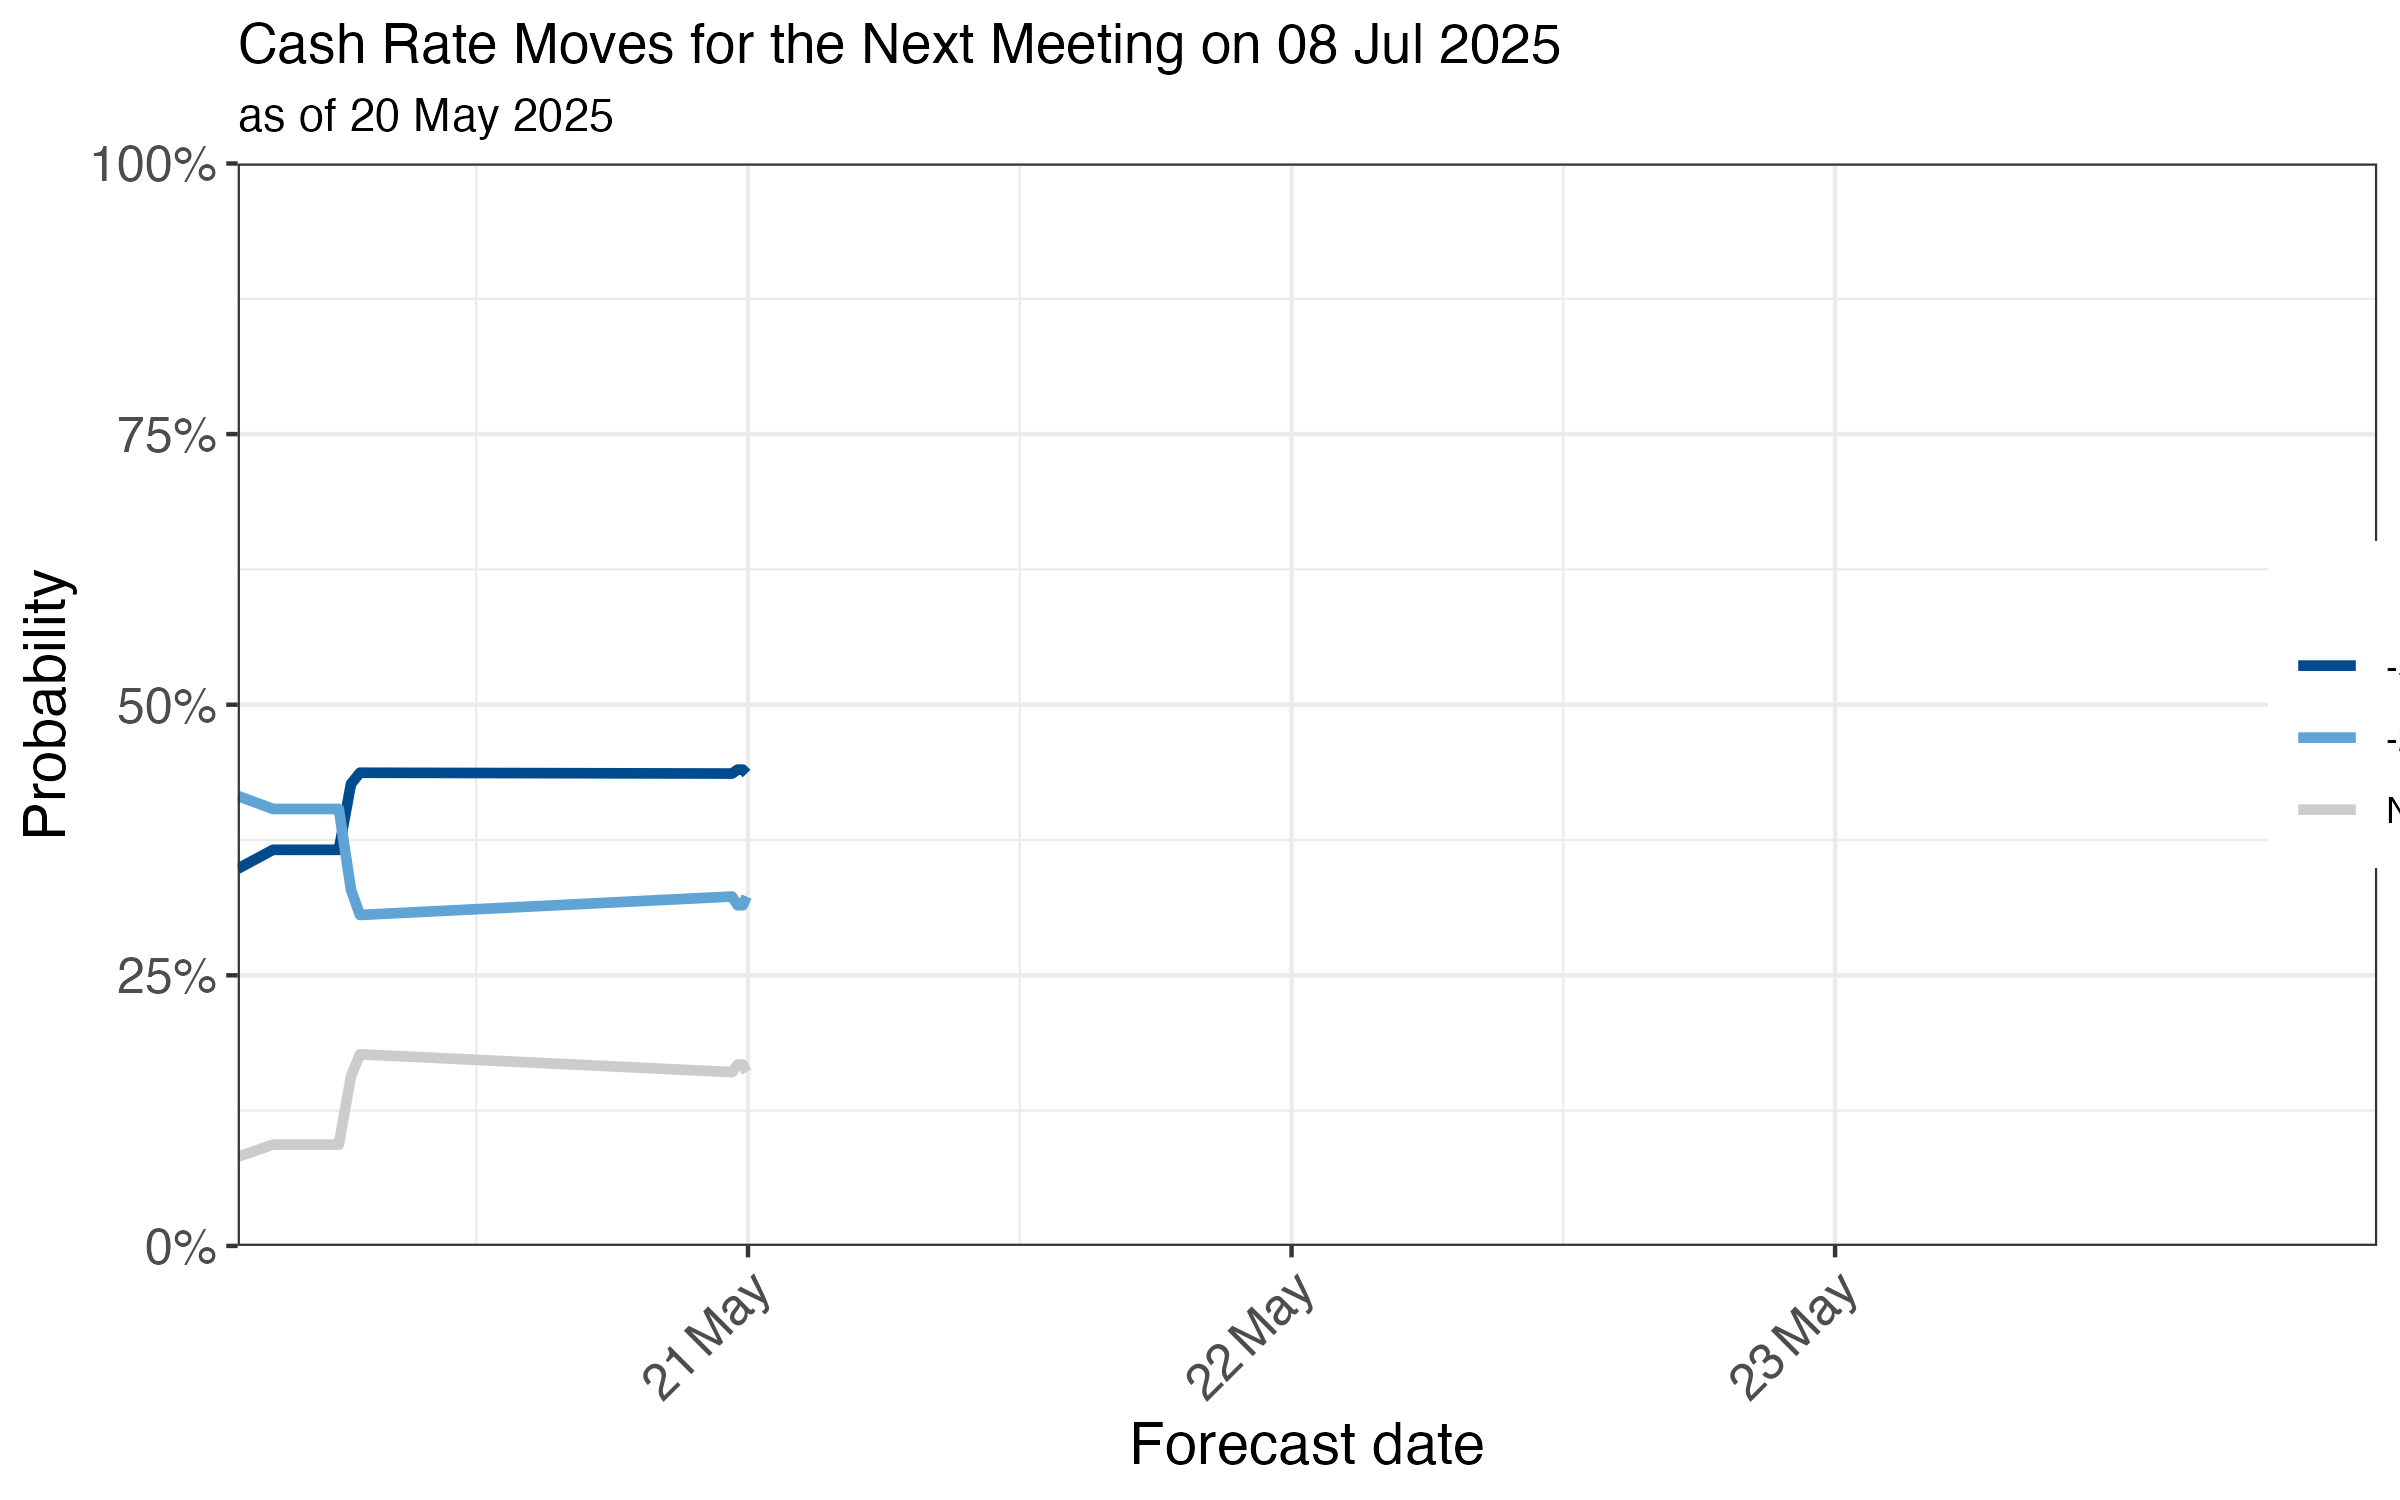 Cash Rate Moves for the Next Meeting on 08 Jul 2025
as of 20 May 2025
100%
75%
50%
25%
0%
Probability
21 May
22 May
23 May
Forecast date